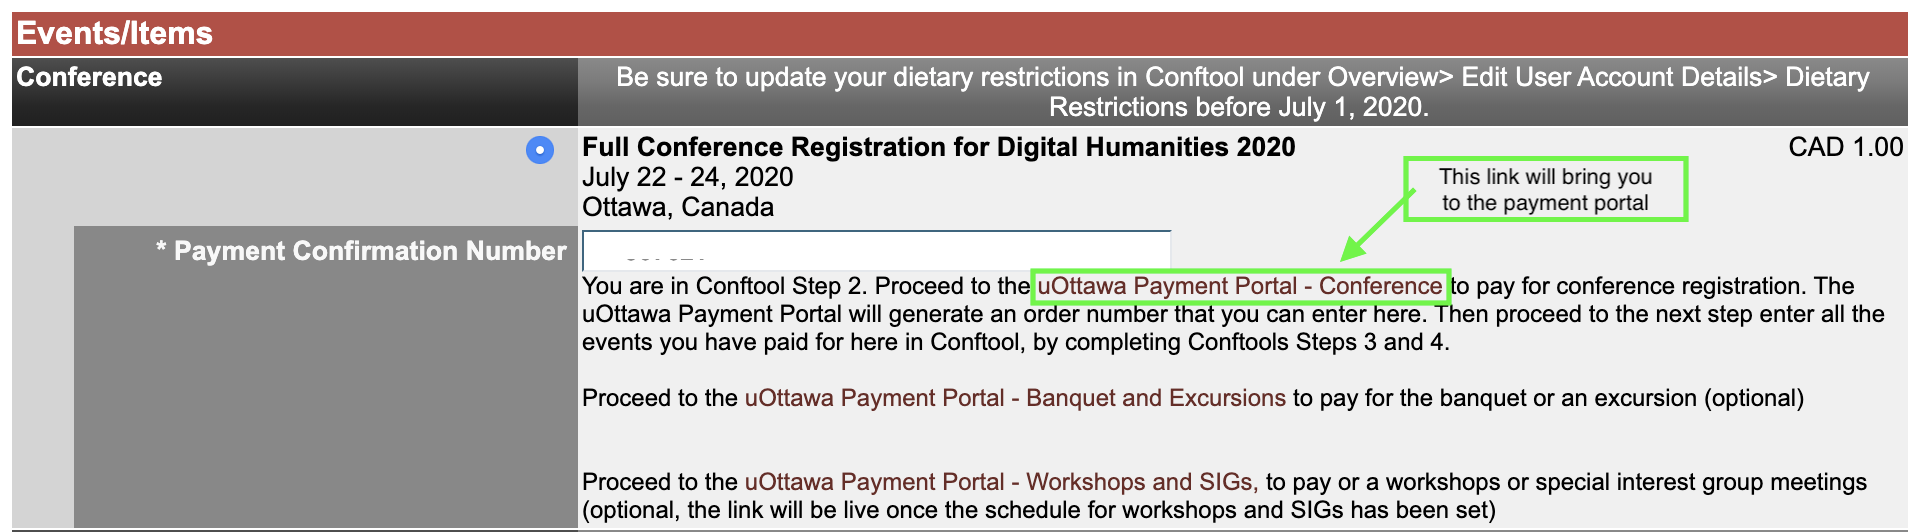 Events/Items
Conference
Be sure to update your dietary restrictions in Conftool under Overview> Edit User Account Details> Dietary
Restrictions before July 1, 2020.
Full Conference Registration for Digital Humanities 2020
CAD 1.00
July 22 - 24, 2020
Ottawa, Canada
This link will bring you
to the payment portal
* Payment Confirmation Number
You are in Conftool Step 2. Proceed to the uOttawa Payment Portal - Conference to pay for conference registration. The
uOttawa Payment Portal will generate an order number that you can enter here. Then proceed to the next step enter all the
events you have paid for here in Conftool, by completing Conftools Steps 3 and 4.
Proceed to the uOttawa Payment Portal - Banquet and Excursions to pay for the banquet or an excursion (optional)
Proceed to the uOttawa Payment Portal - Workshops and SIGs, to pay or a workshops or special interest group meetings
(optional, the link will be live once the schedule for workshops and SIGs has been set)